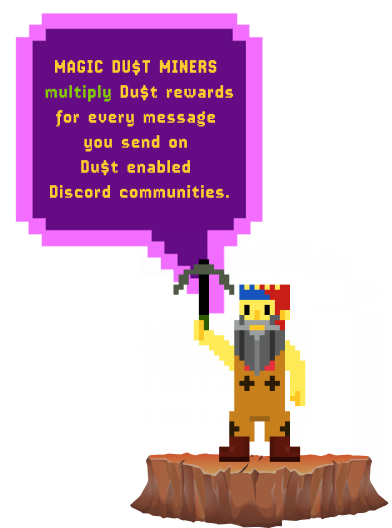 MAGIC DU$T MINERS
multiply Du$t rewards
for every message
you send on
Du$t enabled
Discord communities.